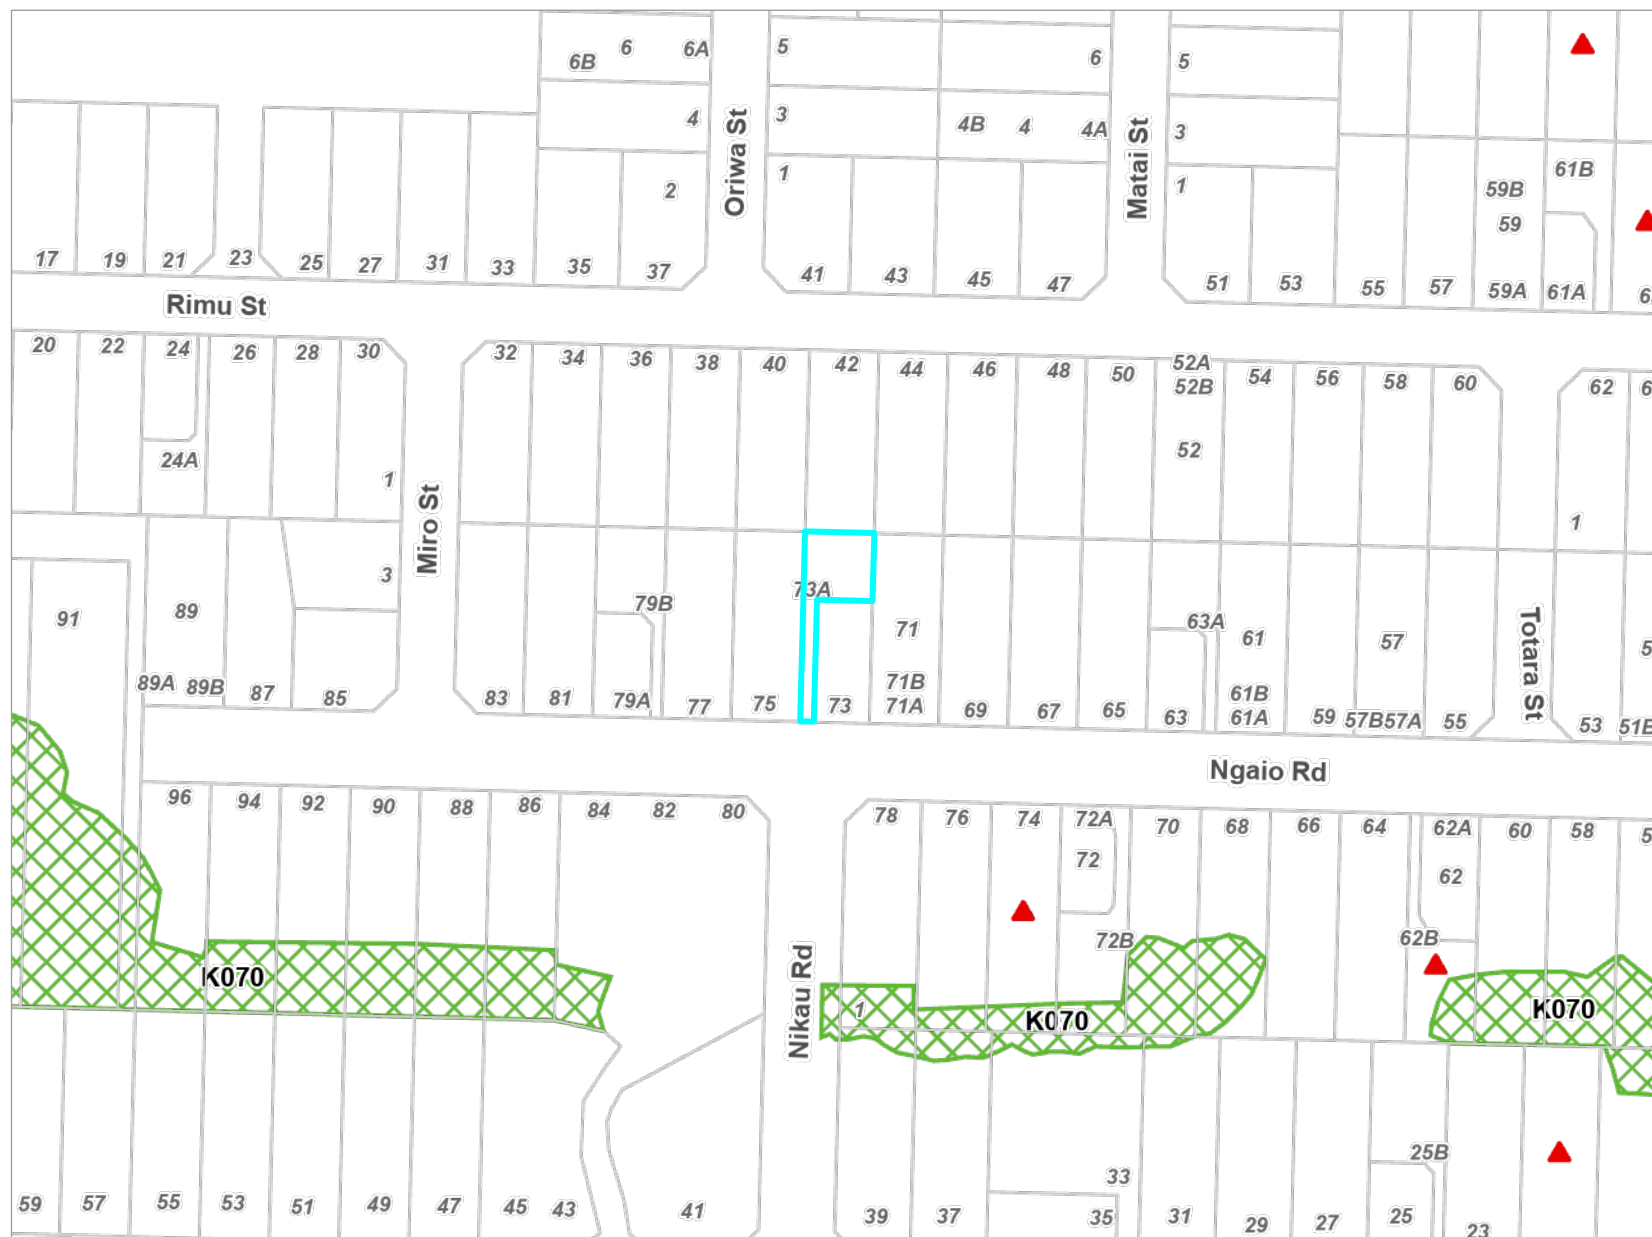 6B 6 6A 5 6 5
4 3 4B 4 4A 3
2 1 1 61B
59B
59
Oriwa St
Matai St
17 19 21 23 25 27 31 33 35 37 41 43 45 47 51 53 55 57 59A 61A
Rimu St
20 22 24 26 28 30 32 34 36 38 40 42 44 46 48 50 52A 54 56 58 60 62
52B
24A 1 52 1
Miro St
3 73A
91 89 79B 71 63A 61 57
Totara St
89A 89B 87 85 83 81 79A 77 75 73 71B 69 67 65 63 61B 59 57B 57A 55 53 51B
71A 61A
Ngaio Rd
96 94 92 90 88 86 84 82 80 78 76 74 72A 70 68 66 64 62A 60 58
72 62
72B 62B
K070
Nikau Rd
1 K070 K070
33 25B
59 57 55 53 51 49 47 45 43 41 39 37 35 31 29 27 25 23